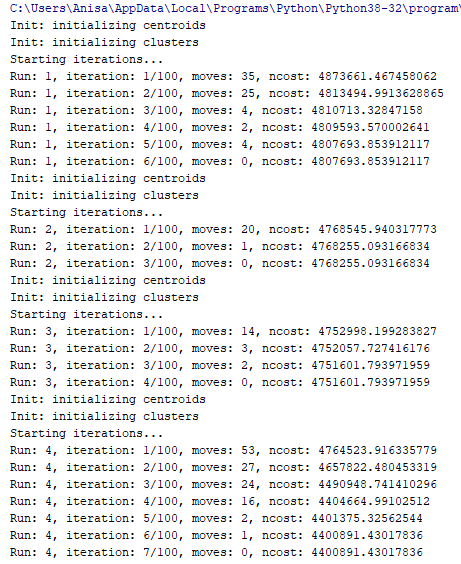 C:\Users\Anisa\AppData\Local\Programs\Python\Python38-32\program\
Init: initializing centroids
Init: initializing clusters
Starting iterations...
Run: 1, iteration: 1/100, moves: 35, ncost: 4873661.467458062
Run: 1, iteration: 2/100, moves: 25, ncost: 4813494.9913628865
Run: 1, iteration: 3/100, moves: 4, ncost: 4810713.32847158
Run: 1, iteration: 4/100, moves: 2, ncost: 4809593.570002641
Run: 1, iteration: 5/100, moves: 4, ncost: 4807693.853912117
Run: 1, iteration: 6/100, moves: 0, ncost: 4807693.853912117
Init: initializing centroids
Init: initializing clusters
Starting iterations...
Run: 2, iteration: 1/100, moves: 20, ncost: 4768545.940317773
Run: 2, iteration: 2/100, moves: 1, ncost: 4768255.093166834
Run: 2, iteration: 3/100, moves: 0, ncost: 4768255.093166834
Init: initializing centroids
Init: initializing clusters
Starting iterations...
Run: 3, iteration: 1/100, moves: 14, ncost: 4752998.199283827
Run: 3, iteration: 2/100, moves: 3, ncost: 4752057.727416176
Run: 3, iteration: 3/100, moves: 2, ncost: 4751601.793971959
Run: 3, iteration: 4/100, moves: 0, ncost: 4751601.793971959
Init: initializing centroids
Init: initializing clusters
Starting iterations...
Run: 4, iteration: 1/100, moves: 53, ncost: 4764523.916335779
Run: 4, iteration: 2/100, moves: 27, ncost: 4657822.480453319
Run: 4, iteration: 3/100, moves: 24, ncost: 4490948.741410296
Run: 4, iteration: 4/100, moves: 16, ncost: 4404664.99102512
Run: 4, iteration: 5/100, moves: 2, ncost: 4401375.32562544
Run: 4, iteration: 6/100, moves: 1, ncost: 4400891.43017836
Run: 4, iteration: 7/100, moves: 0, ncost: 4400891.43017836